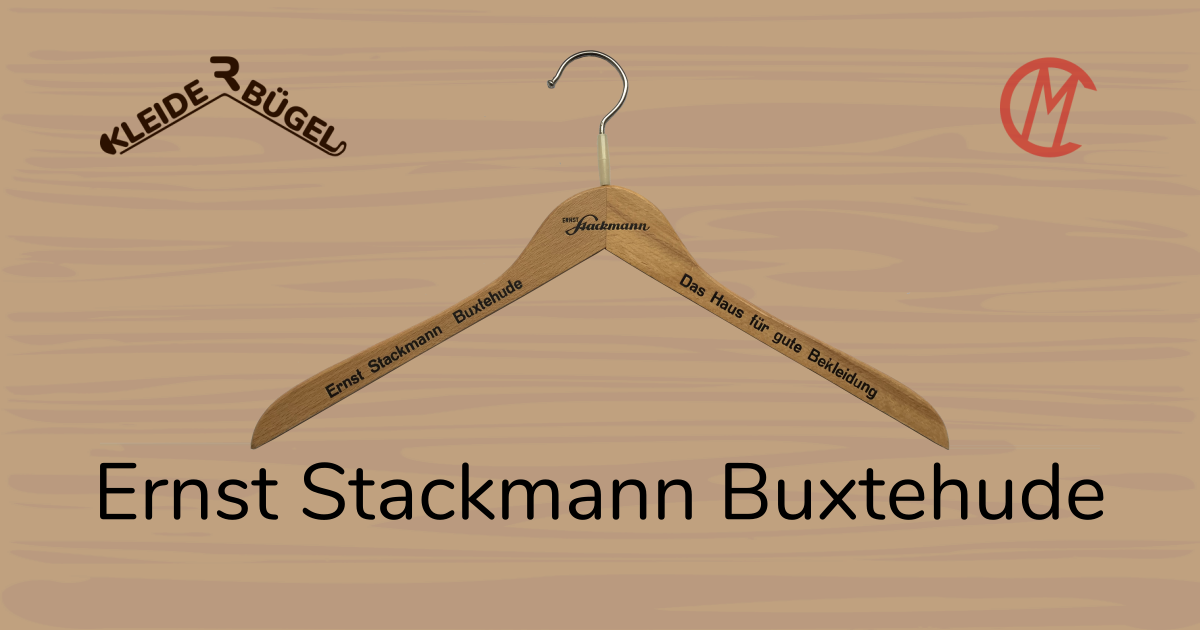 KLEIDERBÜGEL
CM
ERNST
Stackmann
Ernst Stackmann Buxtehude
Das Haus für gute Bekleidung
Ernst Stackmann Buxtehude